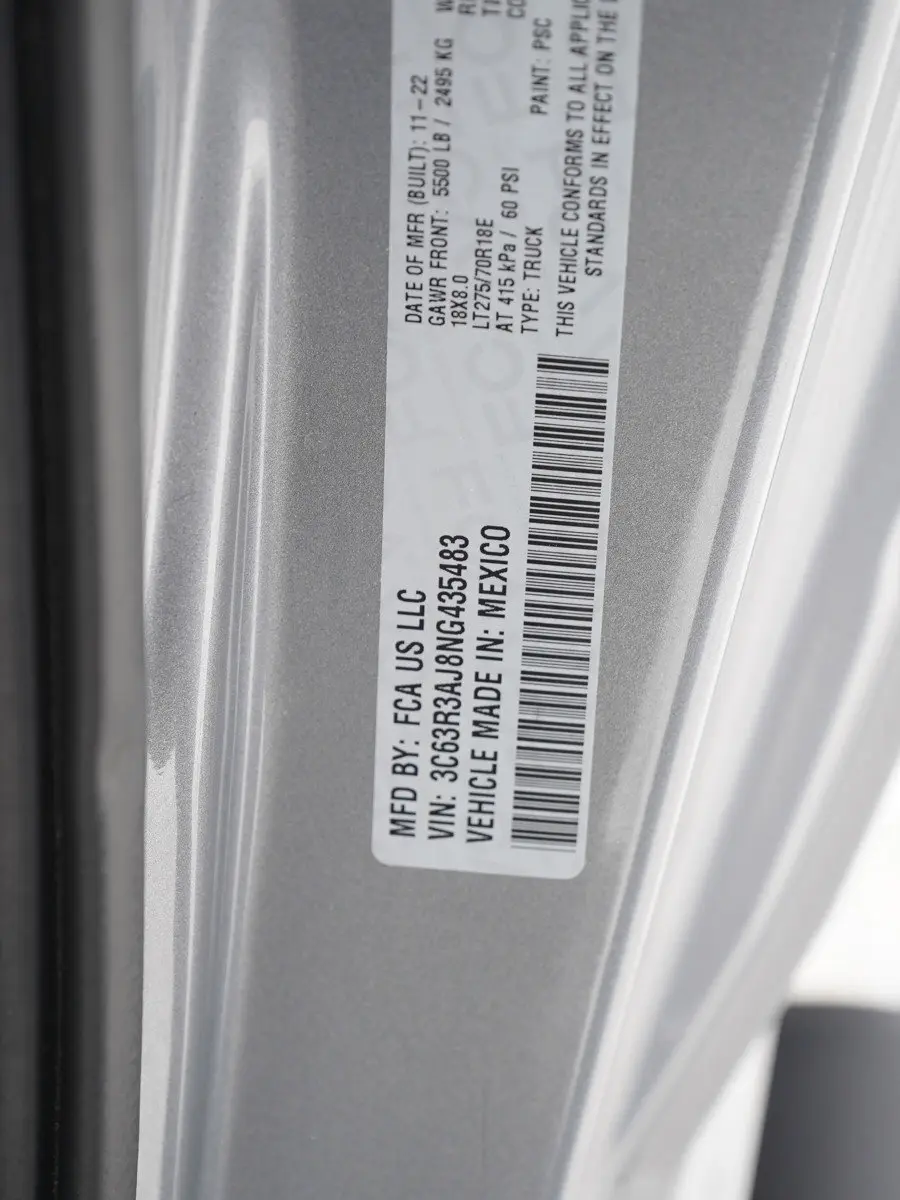 MFD BY: FCA US LLC
VIN: 3C63R3AJ8NG435483
VEHICLE MADE IN: MEXICO
DATE OF MFR (BUILT): 11-22
GAWR FRONT: 5500 LB / 2495 KG
18X8.0
LT275/70R18E
AT 415 kPa / 60 PSI
TYPE: TRUCK
PAINT: PSC
THIS VEHICLE CONFORMS TO ALL
STANDARDS IN EFFECT ON THE